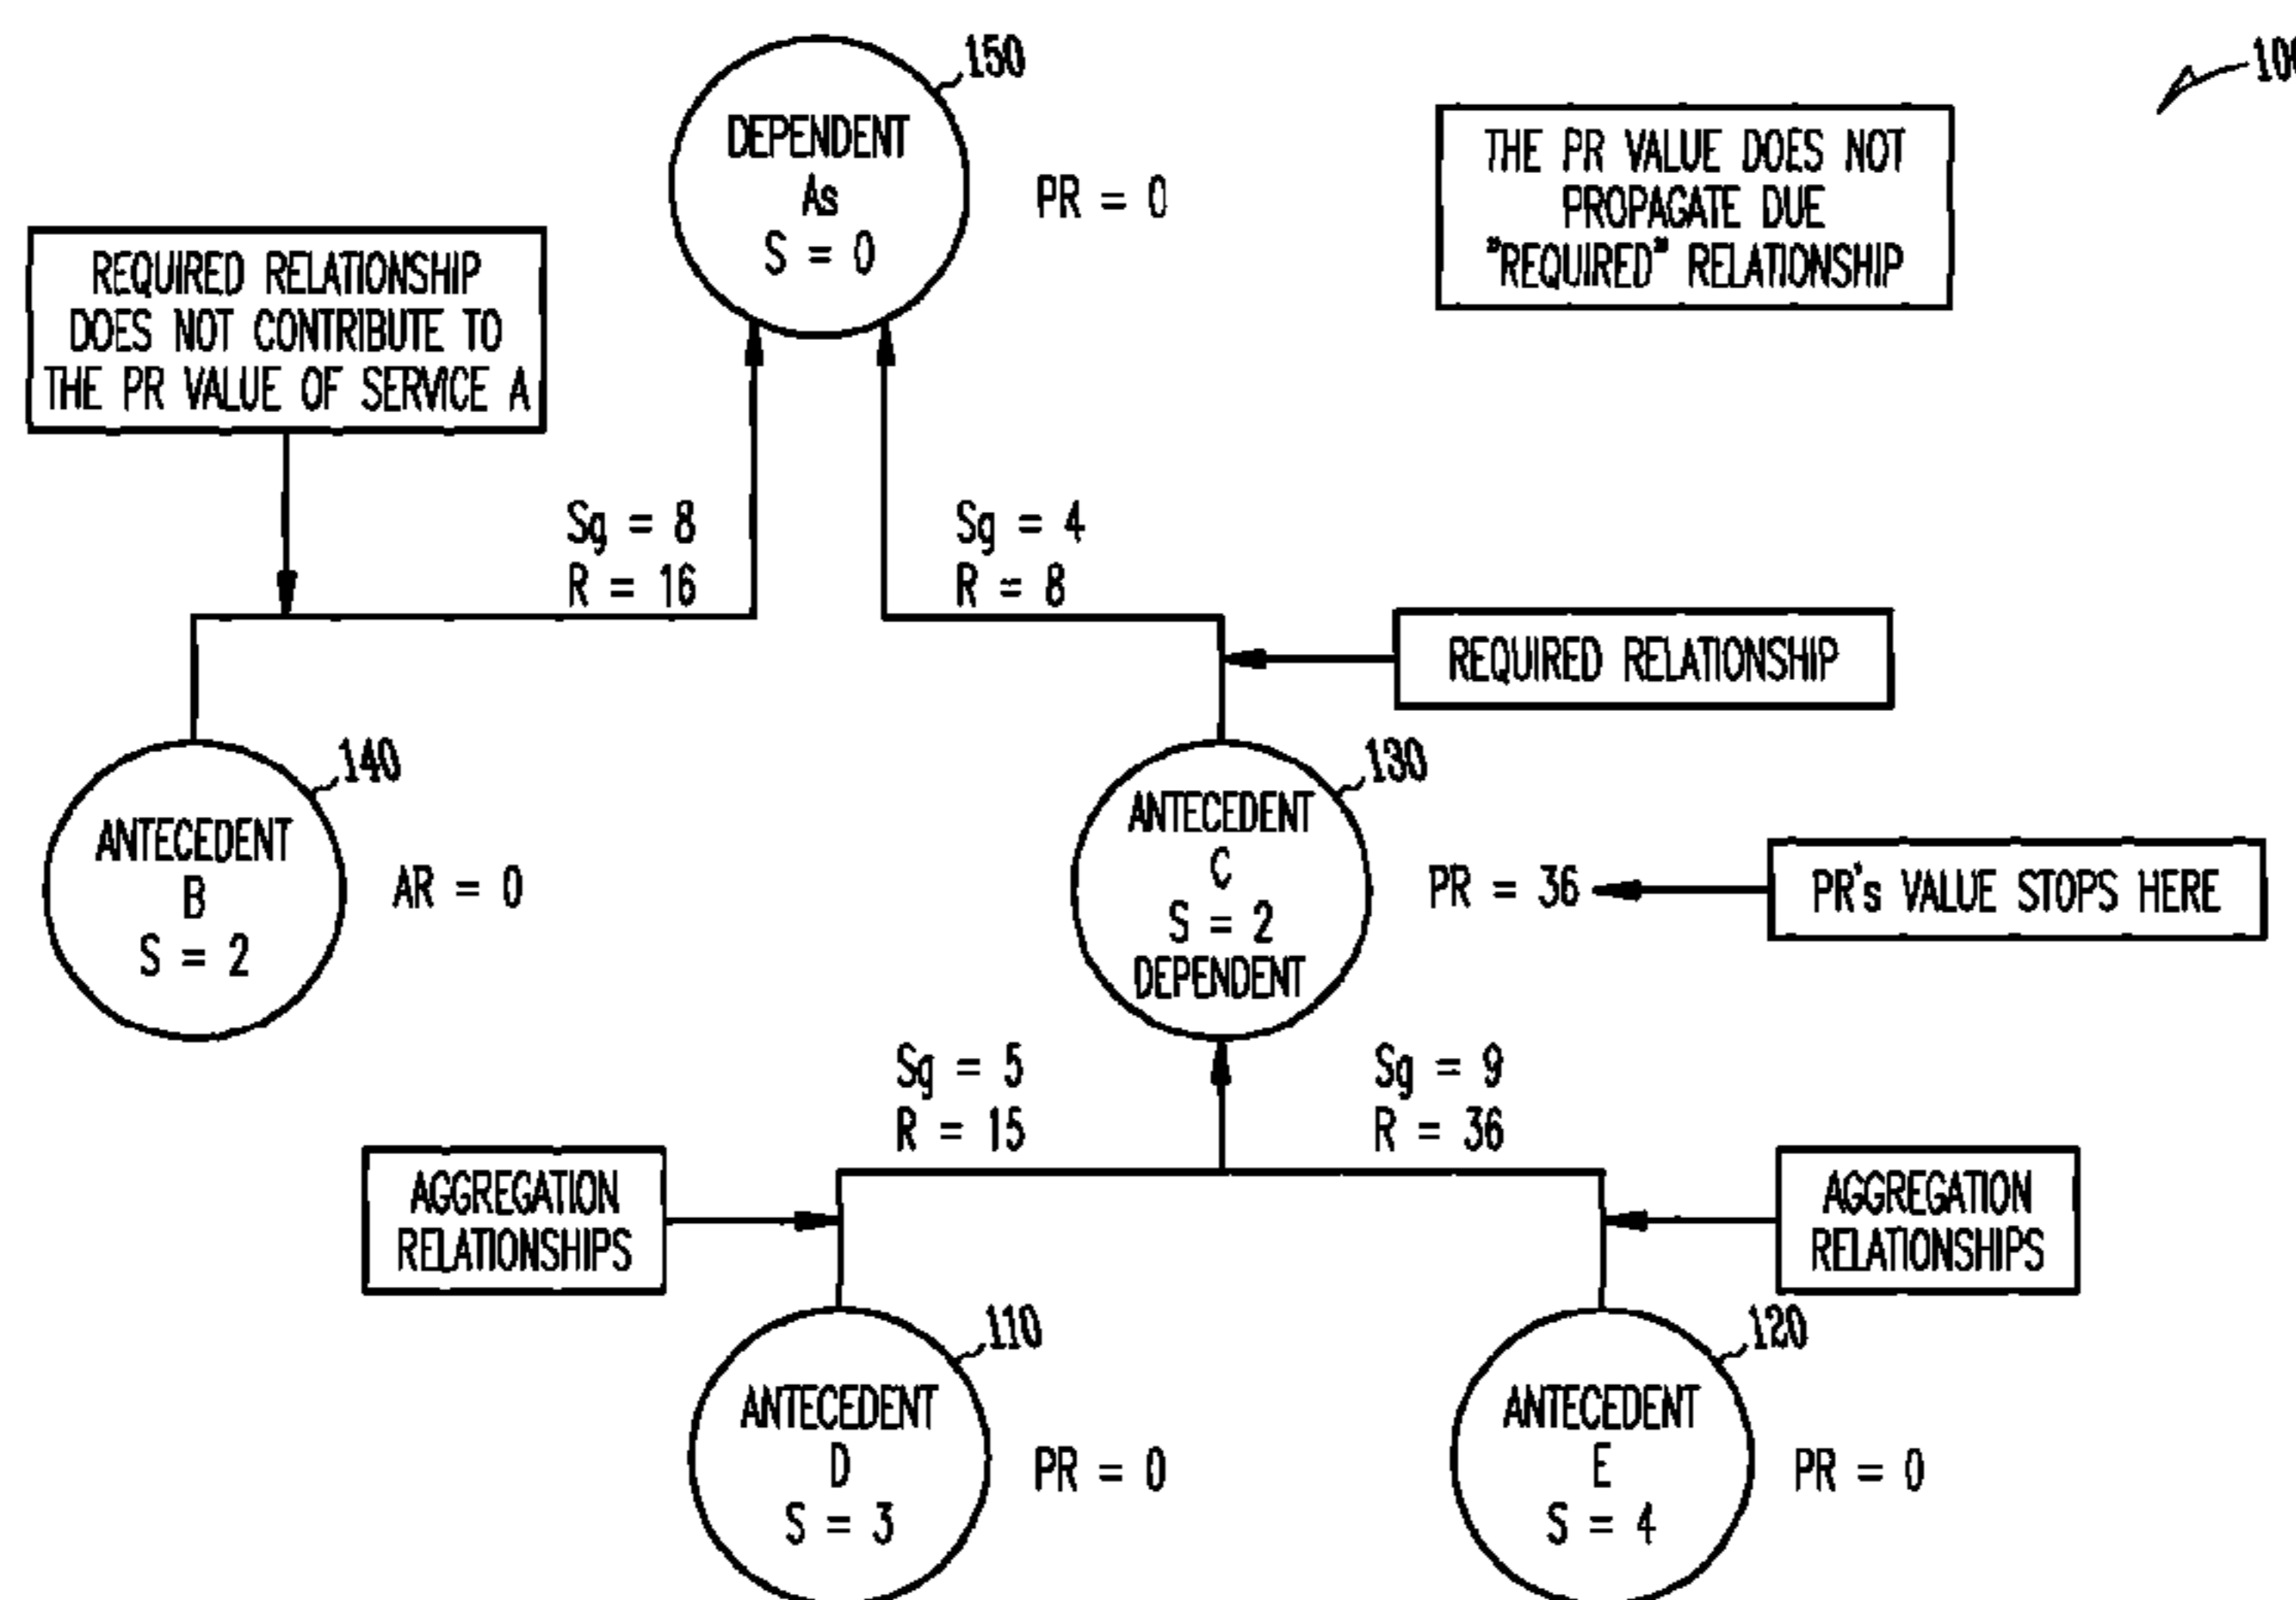 150
100
DEPENDENT
As
S = 0
PR = 0
THE PR VALUE DOES NOT
PROPAGATE DUE
"REQUIRED" RELATIONSHIP
REQUIRED RELATIONSHIP
DOES NOT CONTRIBUTE TO
THE PR VALUE OF SERVICE A
Sg = 8
R = 16
Sg = 4
R = 8
REQUIRED RELATIONSHIP
140
ANTECEDENT
B
S = 2
AR = 0
130
ANTECEDENT
C
S = 2
DEPENDENT
PR = 36
PR's VALUE STOPS HERE
Sg = 5
R = 15
Sg = 9
R = 36
AGGREGATION
RELATIONSHIPS
AGGREGATION
RELATIONSHIPS
110
ANTECEDENT
D
S = 3
PR = 0
120
ANTECEDENT
E
S = 4
PR = 0